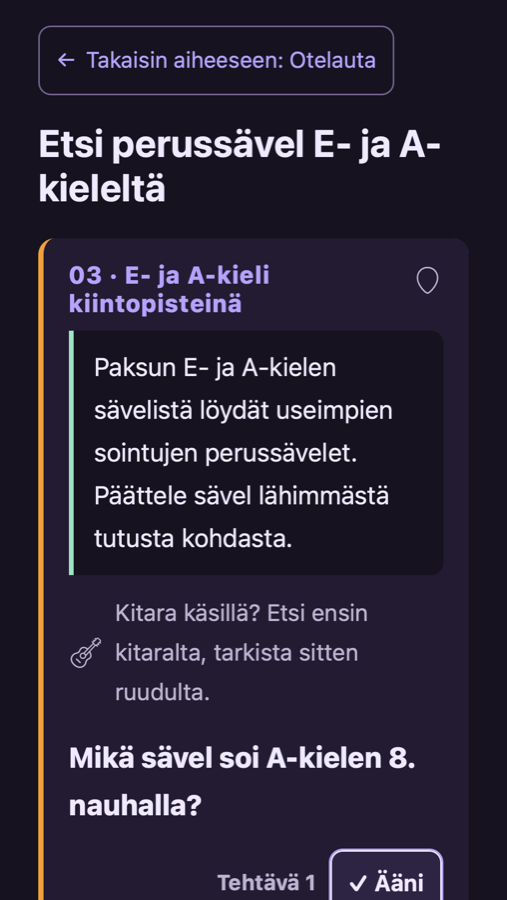 ← Takaisin aiheeseen: Otelauta
Etsi perussävel E- ja A-
kieleltä
03 · E- ja A-kieli
kiintopisteinä
Paksun E- ja A-kielen
sävelistä löydät useimpien
sointujen perussävelet.
Päättele sävel lähimmästä
tutusta kohdasta.
Kitara käsillä? Etsi ensin
kitaralta, tarkista sitten
ruudulta.
Mikä sävel soi A-kielen 8.
nauhalla?
Tehtävä 1 ✓ Ääni